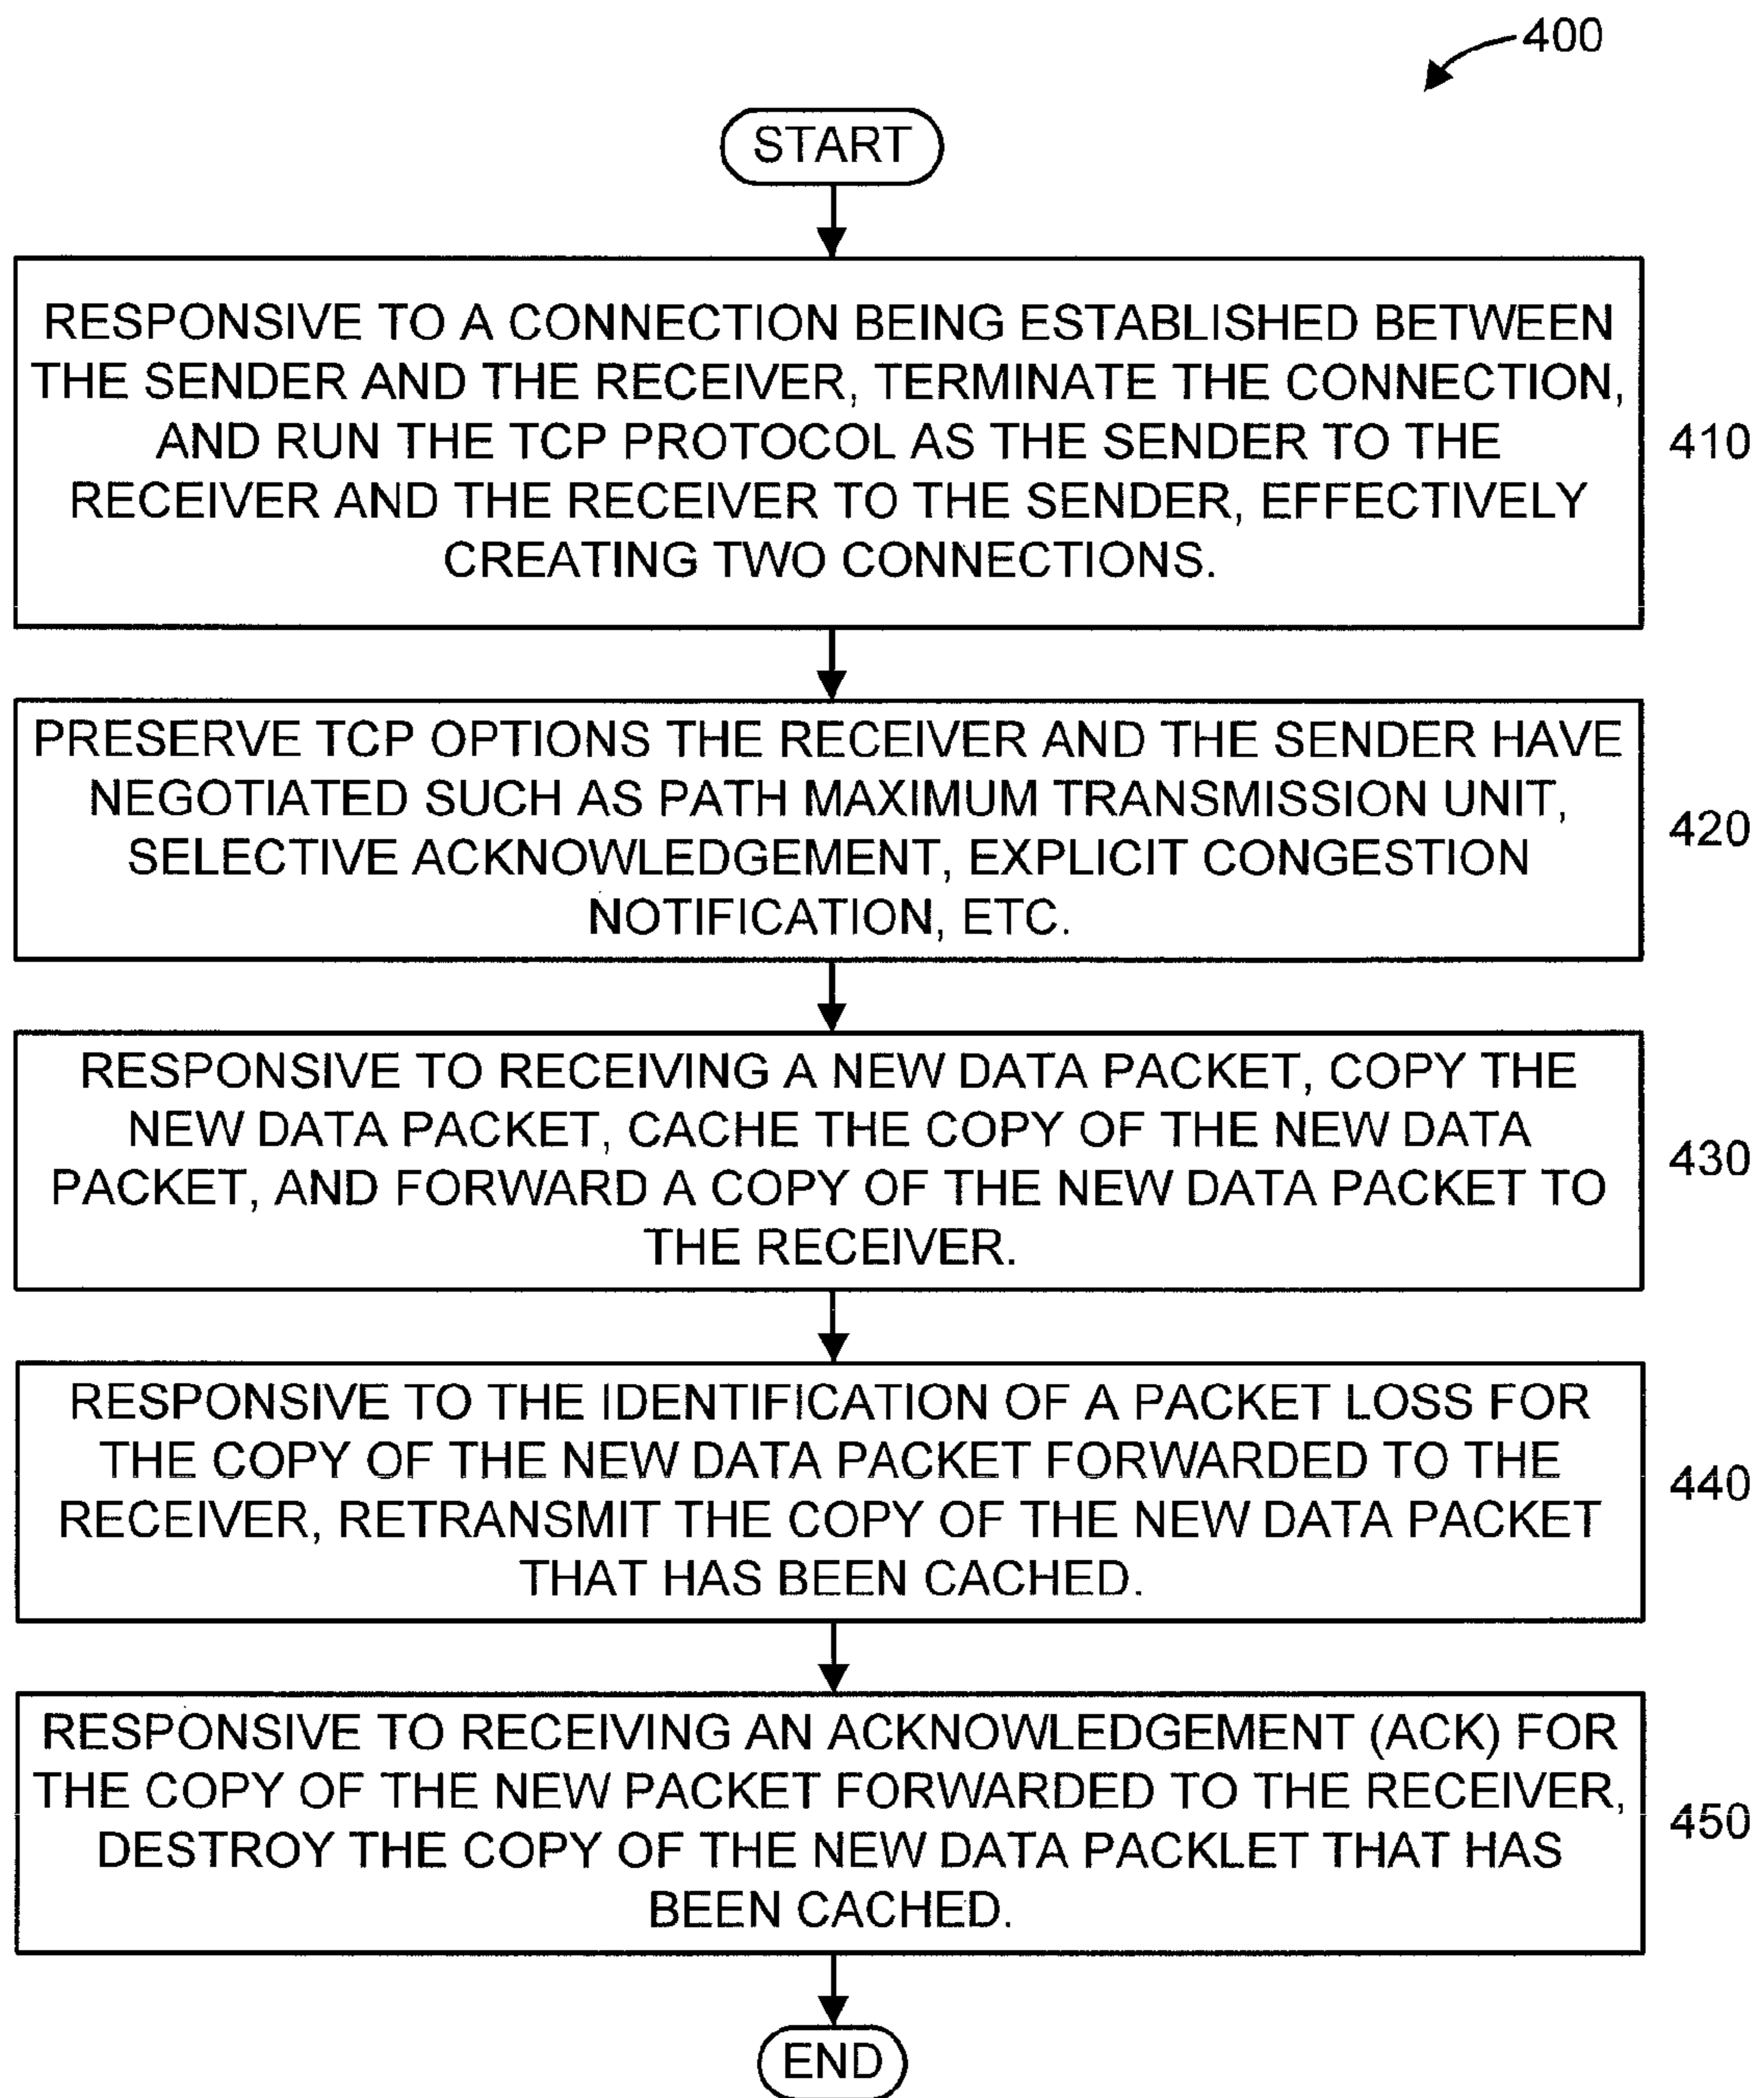 400
START
RESPONSIVE TO A CONNECTION BEING ESTABLISHED BETWEEN
THE SENDER AND THE RECEIVER, TERMINATE THE CONNECTION,
AND RUN THE TCP PROTOCOL AS THE SENDER TO THE
RECEIVER AND THE RECEIVER TO THE SENDER, EFFECTIVELY
CREATING TWO CONNECTIONS.
410
PRESERVE TCP OPTIONS THE RECEIVER AND THE SENDER HAVE
NEGOTIATED SUCH AS PATH MAXIMUM TRANSMISSION UNIT,
SELECTIVE ACKNOWLEDGEMENT, EXPLICIT CONGESTION
NOTIFICATION, ETC.
420
RESPONSIVE TO RECEIVING A NEW DATA PACKET, COPY THE
NEW DATA PACKET, CACHE THE COPY OF THE NEW DATA
PACKET, AND FORWARD A COPY OF THE NEW DATA PACKET TO
THE RECEIVER.
430
RESPONSIVE TO THE IDENTIFICATION OF A PACKET LOSS FOR
THE COPY OF THE NEW DATA PACKET FORWARDED TO THE
RECEIVER, RETRANSMIT THE COPY OF THE NEW DATA PACKET
THAT HAS BEEN CACHED.
440
RESPONSIVE TO RECEIVING AN ACKNOWLEDGEMENT (ACK) FOR
THE COPY OF THE NEW PACKET FORWARDED TO THE RECEIVER,
DESTROY THE COPY OF THE NEW DATA PACKLET THAT HAS
BEEN CACHED.
450
END